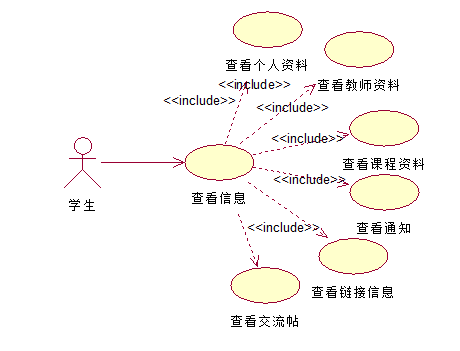 查看个人资料
查看教师资料
<<include>>
<<include>>
<<include>>
<<include>>
查看课程资料
<<include>>
查看信息
学生
查看通知
<<include>>
查看链接信息
查看交流帖